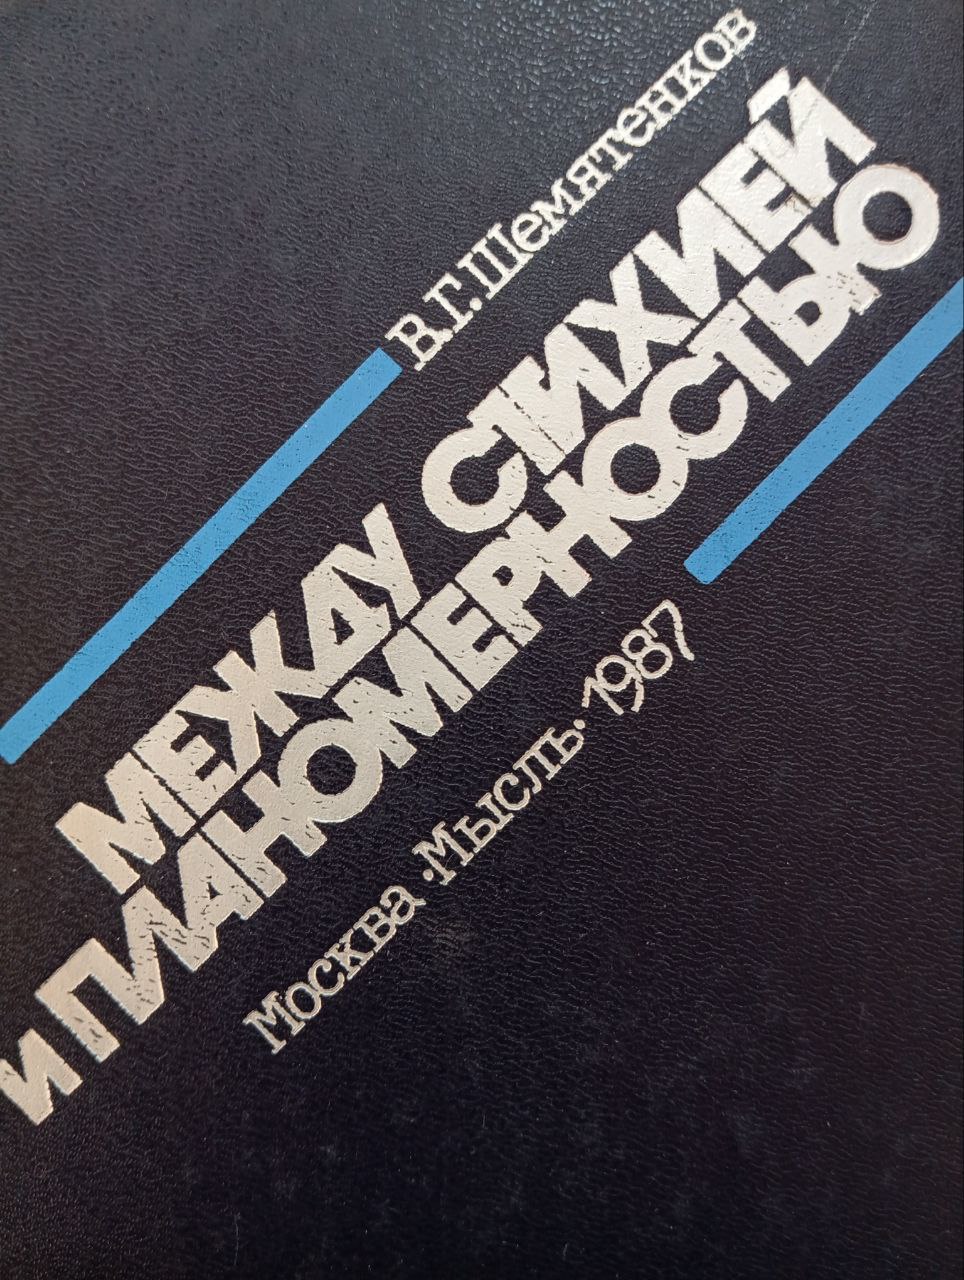 В.Г.Шемятенков
МЕЖДУ СТИХИЕЙ
И ПЛАНОМЕРНОСТЬЮ
Москва·Мысль·1987